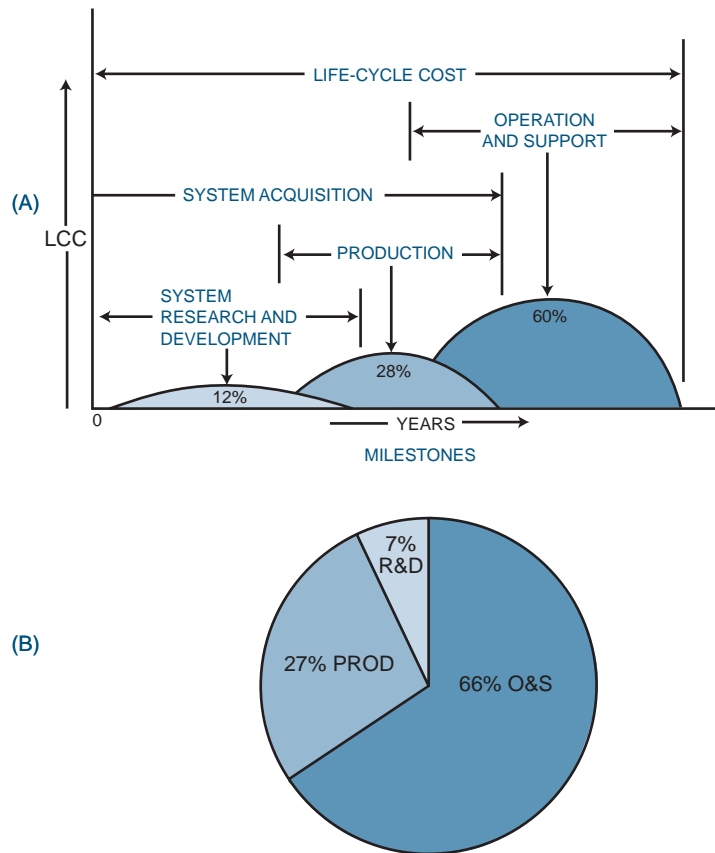 LIFE-CYCLE COST
OPERATION
AND SUPPORT
(A)
SYSTEM ACQUISITION
LCC
PRODUCTION
SYSTEM
RESEARCH AND
DEVELOPMENT
60%
28%
12%
0
YEARS
MILESTONES
(B)
7%
R&D
27% PROD
66% O&S